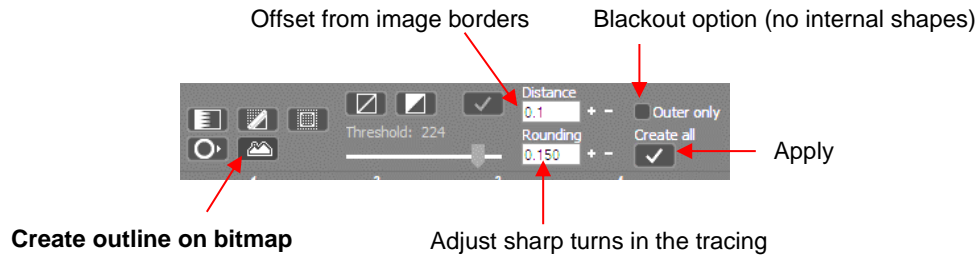 Offset from image borders
Blackout option (no internal shapes)
Distance
0.1 + - Outer only
Threshold: 224
Rounding
Create all
0.150 + -
Apply
Create outline on bitmap
Adjust sharp turns in the tracing